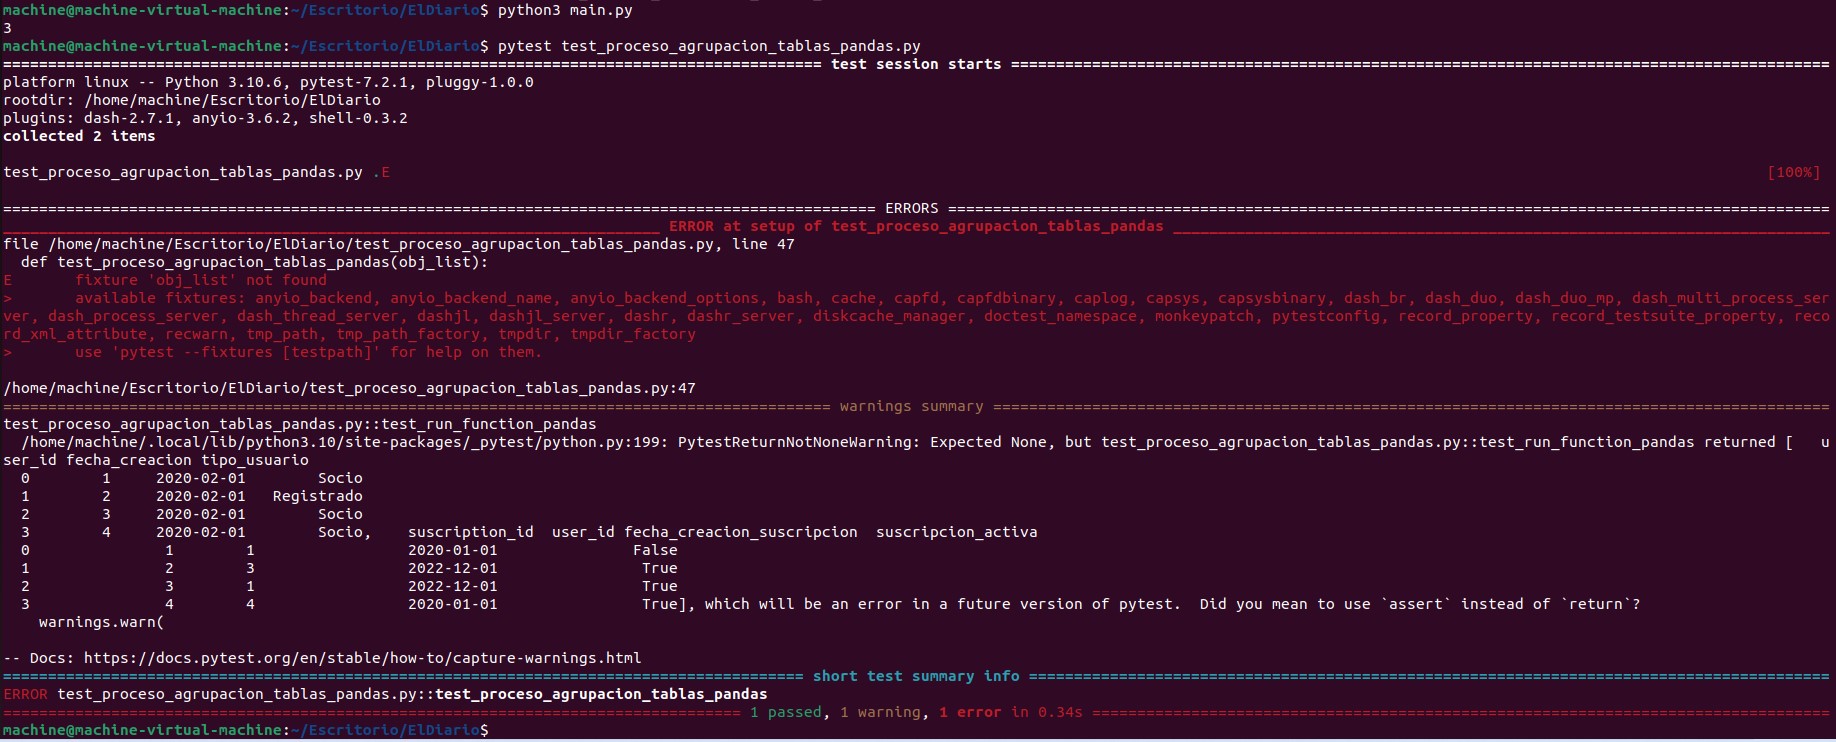 machine@machine-virtual-machine:~/Escritorio/ElDiario$ python3 main.py
3
machine@machine-virtual-machine:~/Escritorio/ElDiario$ pytest test_proceso_agrupacion_tablas_pandas.py
=========================================================================================== test session starts ===========================================================================================
platform linux -- Python 3.10.6, pytest-7.2.1, pluggy-1.0.0
rootdir: /home/machine/Escritorio/ElDiario
plugins: dash-2.7.1, anyio-3.6.2, shell-0.3.2
collected 2 items

test_proceso_agrupacion_tablas_pandas.py .E [100%]

================================================================================================= ERRORS ==================================================================================================
_________________________________________________________________________ ERROR at setup of test_proceso_agrupacion_tablas_pandas _________________________________________________________________________
file /home/machine/Escritorio/ElDiario/test_proceso_agrupacion_tablas_pandas.py, line 47
  def test_proceso_agrupacion_tablas_pandas(obj_list):
E       fixture 'obj_list' not found
>       available fixtures: anyio_backend, anyio_backend_name, anyio_backend_options, bash, cache, capfd, capfdbinary, caplog, capsys, capsysbinary, dash_br, dash_duo, dash_duo_mp, dash_multi_process_ser
ver, dash_process_server, dash_thread_server, dashjl, dashjl_server, dashr, dashr_server, diskcache_manager, doctest_namespace, monkeypatch, pytestconfig, record_property, record_testsuite_property, reco
rd_xml_attribute, recwarn, tmp_path, tmp_path_factory, tmpdir, tmpdir_factory
>       use 'pytest --fixtures [testpath]' for help on them.

/home/machine/Escritorio/ElDiario/test_proceso_agrupacion_tablas_pandas.py:47
============================================================================================ warnings summary =============================================================================================
test_proceso_agrupacion_tablas_pandas.py::test_run_function_pandas
  /home/machine/.local/lib/python3.10/site-packages/_pytest/python.py:199: PytestReturnNotNoneWarning: Expected None, but test_proceso_agrupacion_tablas_pandas.py::test_run_function_pandas returned [   u
ser_id fecha_creacion tipo_usuario
  0        1     2020-02-01        Socio
  1        2     2020-02-01   Registrado
  2        3     2020-02-01        Socio
  3        4     2020-02-01        Socio,    suscription_id  user_id fecha_creacion_suscripcion  suscripcion_activa
  0               1        1                 2020-01-01               False
  1               2        3                 2022-12-01                True
  2               3        1                 2022-12-01                True
  3               4        4                 2020-01-01                True], which will be an error in a future version of pytest.  Did you mean to use `assert` instead of `return`?
    warnings.warn(

-- Docs: https://docs.pytest.org/en/stable/how-to/capture-warnings.html
========================================================================================= short test summary info =========================================================================================
ERROR test_proceso_agrupacion_tablas_pandas.py::test_proceso_agrupacion_tablas_pandas
================================================================================== 1 passed, 1 warning, 1 error in 0.34s ==================================================================================
machine@machine-virtual-machine:~/Escritorio/ElDiario$